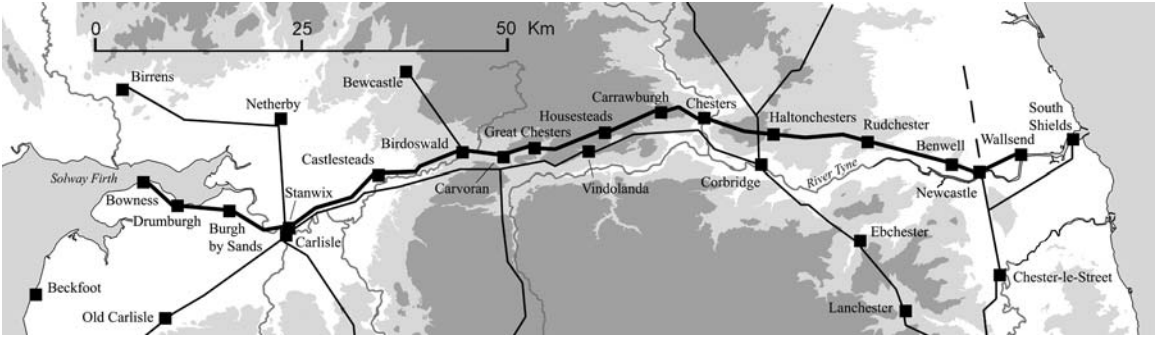 0
25
50
Km
Birrens
Netherby
Bewcastle
Birdoswald
Castlesteads
Stanwix
Solway Firth
Bowness
Drumburgh
Burgh
by Sands
Carlisle
Beckfoot
Old Carlisle
Carvoran
Great Chesters
Housesteads
Carrawburgh
Chesters
Vindolanda
Haltonchesters
Rudchester
Corbridge
River Tyne
Benwell
Newcastle
Wallsend
South
Shields
Ebchester
Lanchester
Chester-le-Street